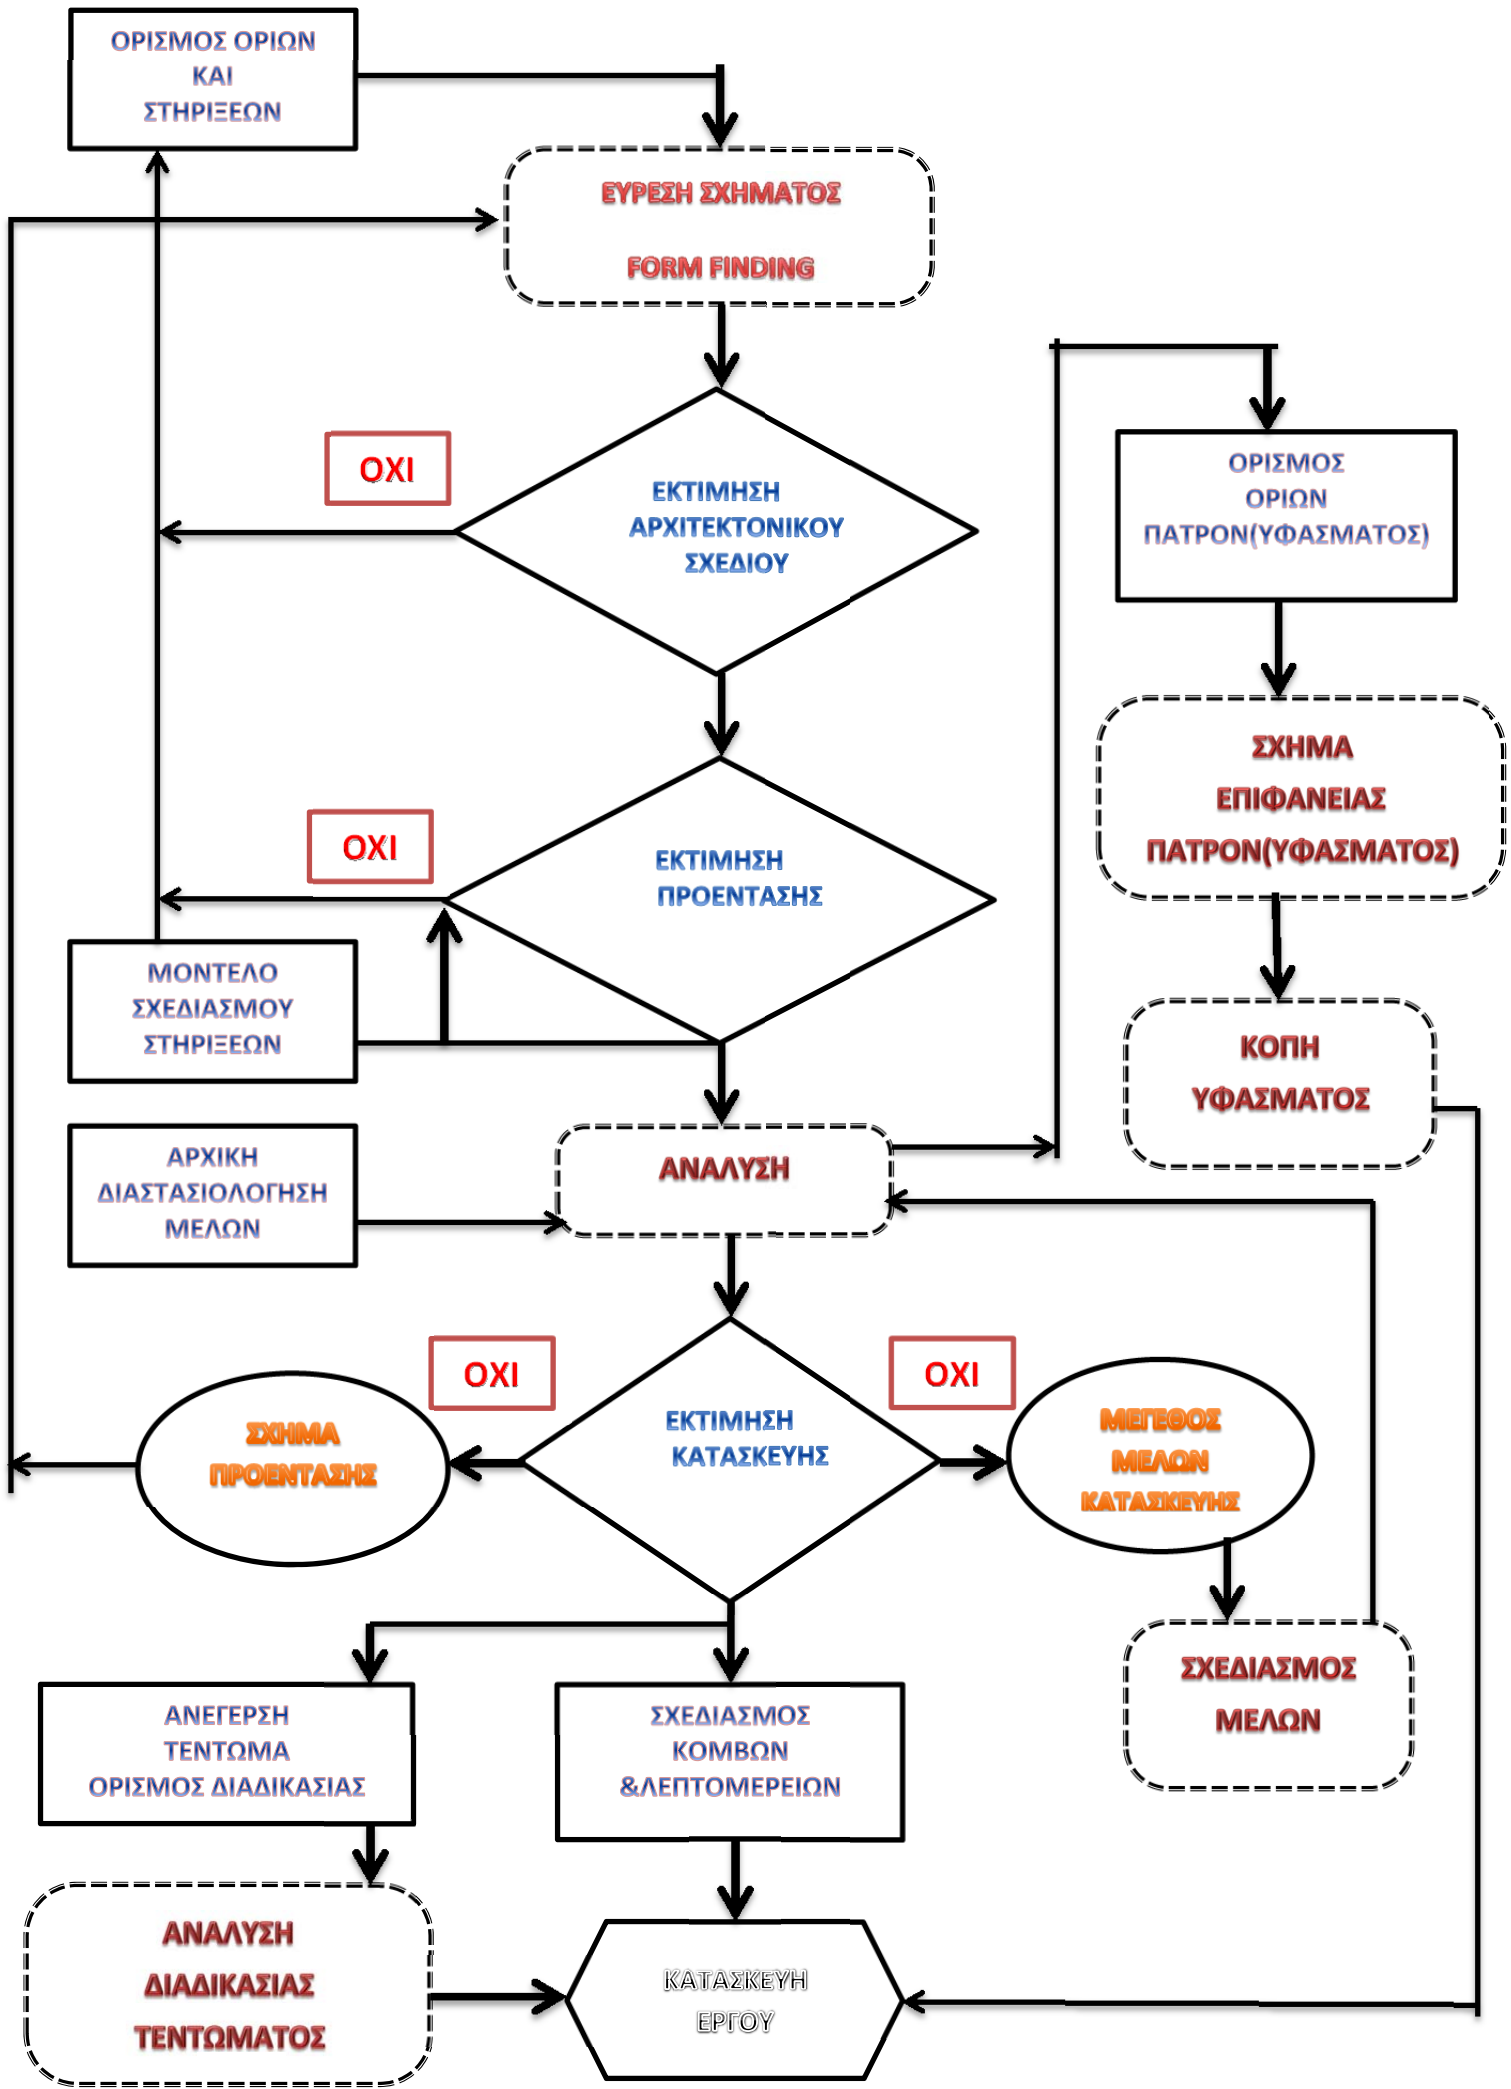 ΟΡΙΣΜΟΣ ΟΡΙΩΝ
ΚΑΙ
ΣΤΗΡΙΞΕΩΝ
ΕΥΡΕΣΗ ΣΧΗΜΑΤΟΣ
FORM FINDING
ΟΧΙ
ΕΚΤΙΜΗΣΗ
ΑΡΧΙΤΕΚΤΟΝΙΚΟΥ
ΣΧΕΔΙΟΥ
ΟΡΙΣΜΟΣ
ΟΡΙΩΝ
ΠΑΤΡΟΝ(ΥΦΑΣΜΑΤΟΣ)
ΣΧΗΜΑ
ΕΠΙΦΑΝΕΙΑΣ
ΠΑΤΡΟΝ(ΥΦΑΣΜΑΤΟΣ)
ΟΧΙ
ΕΚΤΙΜΗΣΗ
ΠΡΟΕΝΤΑΣΗΣ
ΜΟΝΤΕΛΟ
ΣΧΕΔΙΑΣΜΟΥ
ΣΤΗΡΙΞΕΩΝ
ΚΟΠΗ
ΥΦΑΣΜΑΤΟΣ
ΑΡΧΙΚΗ
ΔΙΑΣΤΑΣΙΟΛΟΓΗΣΗ
ΜΕΛΩΝ
ΑΝΑΛΥΣΗ
ΟΧΙ
ΟΧΙ
ΣΧΗΜΑ
ΠΡΟΕΝΤΑΣΗΣ
ΕΚΤΙΜΗΣΗ
ΚΑΤΑΣΚΕΥΗΣ
ΜΕΓΕΘΟΣ
ΜΕΛΩΝ
ΚΑΤΑΣΚΕΥΗΣ
ΣΧΕΔΙΑΣΜΟΣ
ΜΕΛΩΝ
ΑΝΕΓΕΡΣΗ
ΤΕΝΤΩΜΑ
ΟΡΙΣΜΟΣ ΔΙΑΔΙΚΑΣΙΑΣ
ΣΧΕΔΙΑΣΜΟΣ
ΚΟΜΒΩΝ
&ΛΕΠΤΟΜΕΡΕΙΩΝ
ΑΝΑΛΥΣΗ
ΔΙΑΔΙΚΑΣΙΑΣ
ΤΕΝΤΩΜΑΤΟΣ
ΚΑΤΑΣΚΕΥΗ
ΕΡΓΟΥ